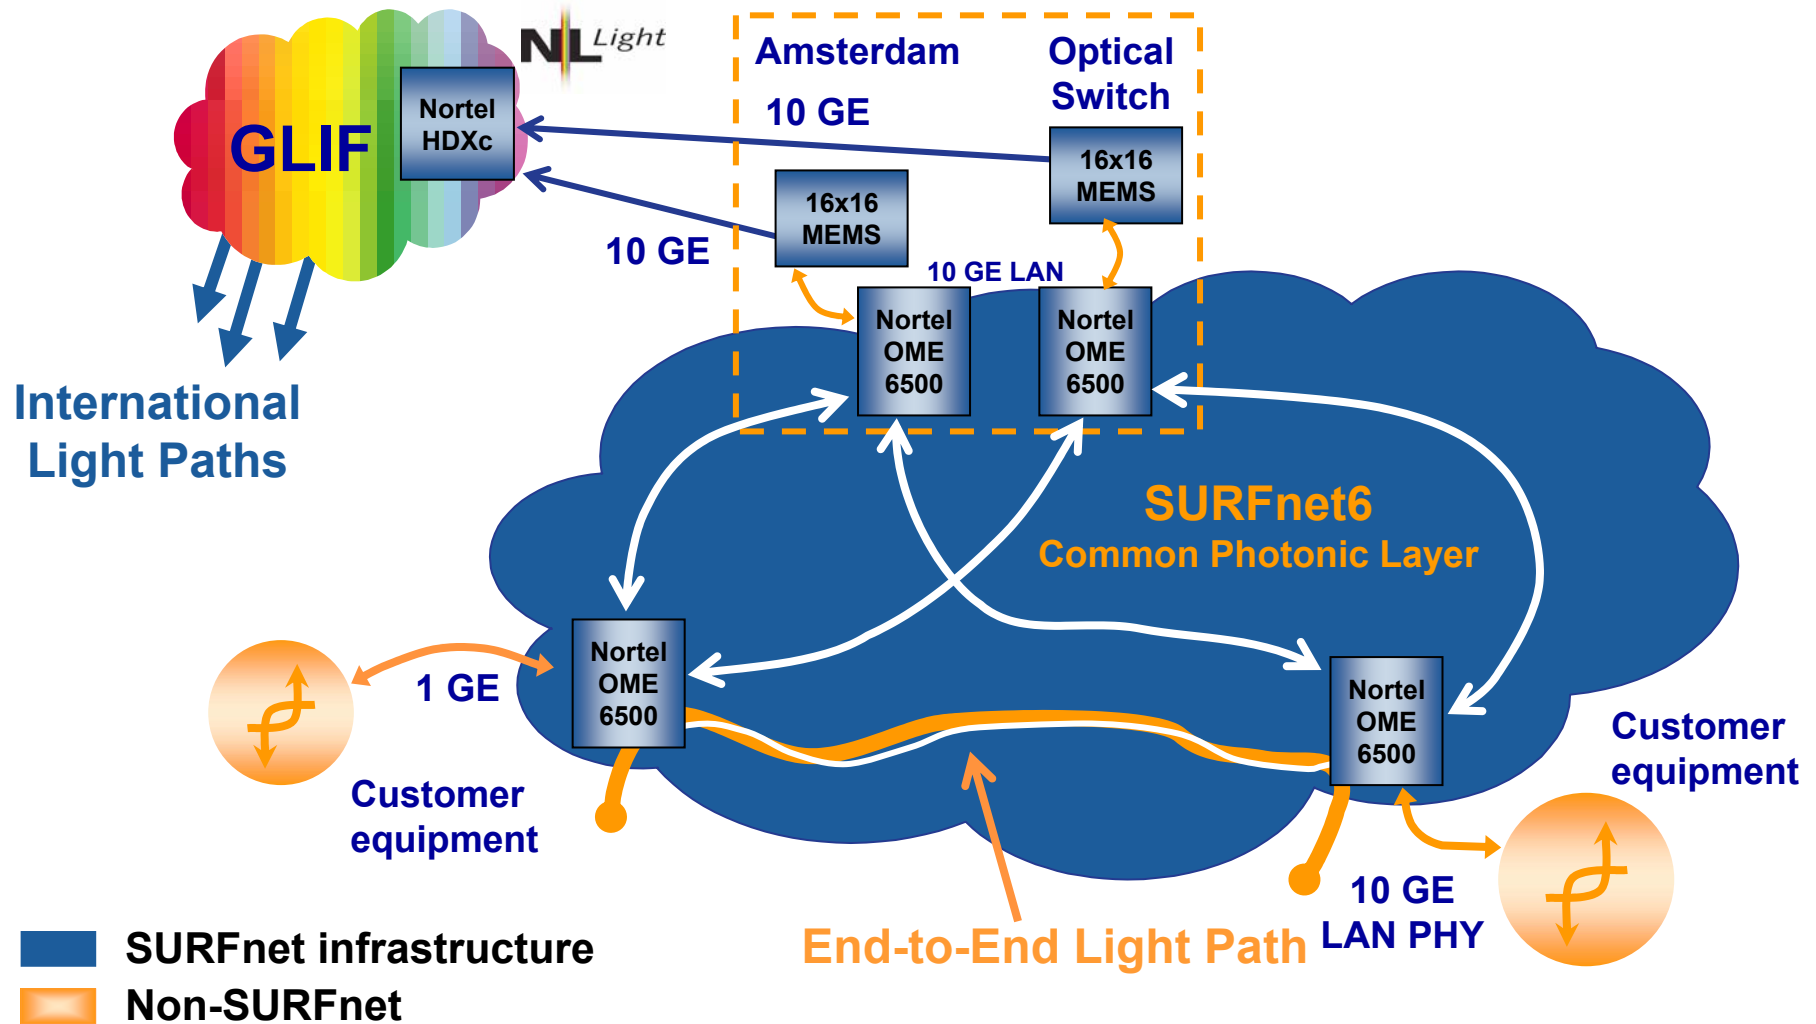 NL Light
Amsterdam
Optical
Switch
10 GE
Nortel
HDXc
GLIF
16x16
MEMS
16x16
MEMS
10 GE
10 GE LAN
Nortel
OME
6500
Nortel
OME
6500
International
Light Paths
SURFnet6
Common Photonic Layer
Nortel
OME
6500
1 GE
Nortel
OME
6500
Customer
equipment
Customer
equipment
10 GE
LAN PHY
End-to-End Light Path
SURFnet infrastructure
Non-SURFnet